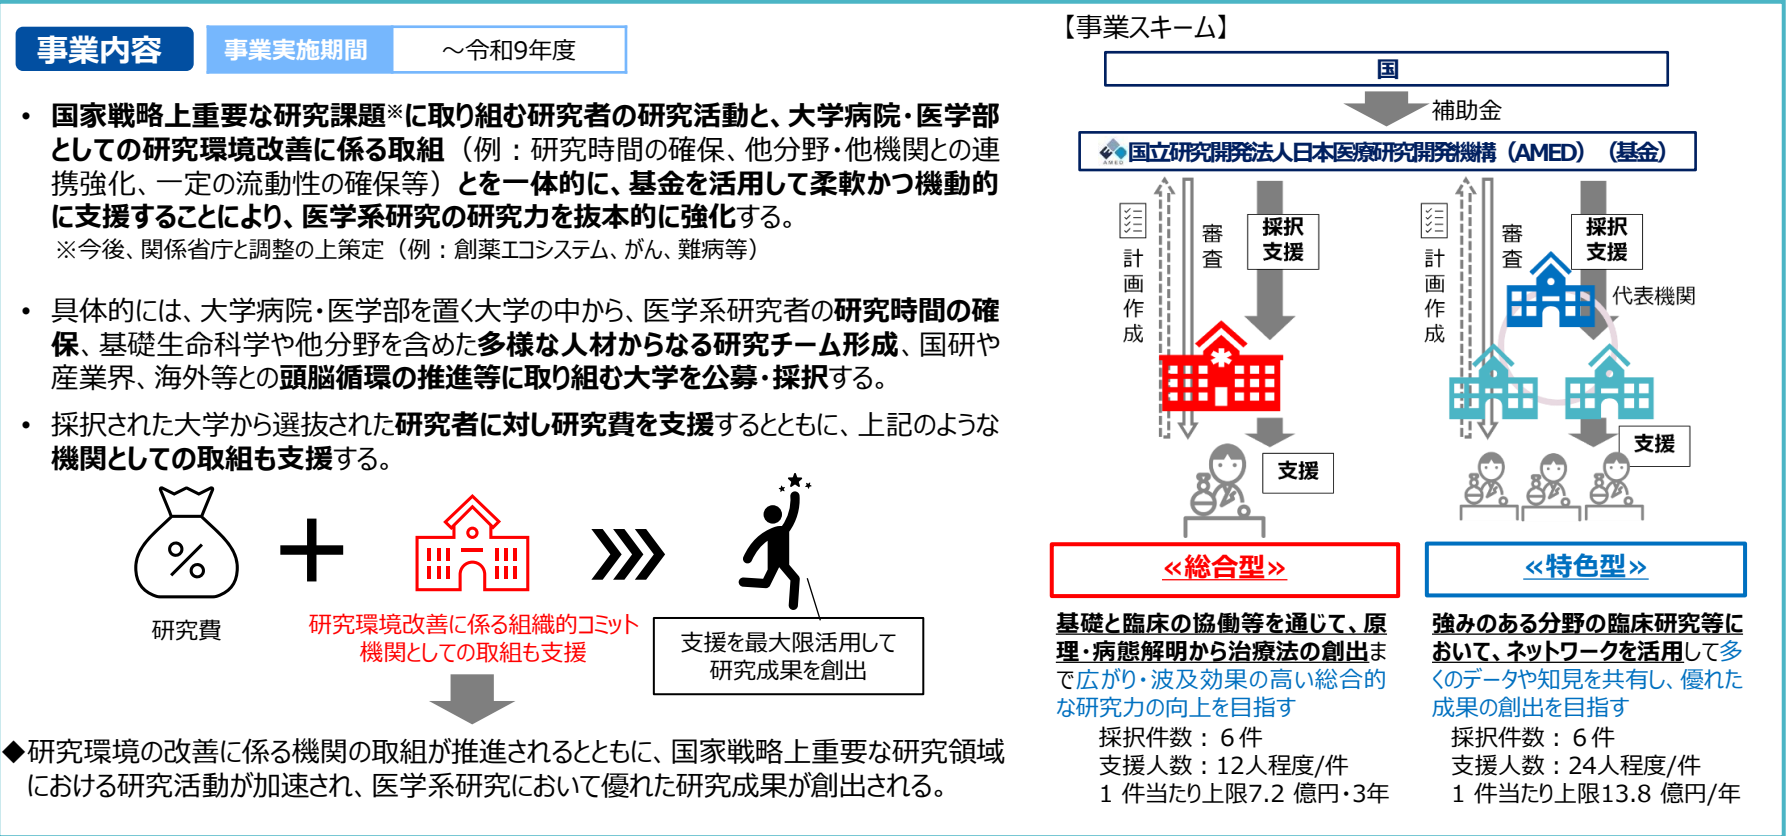 事業内容
事業実施期間
～令和9年度
• 国家戦略上重要な研究課題※に取り組む研究者の研究活動と、大学病院・医学部
としての研究環境改善に係る取組（例：研究時間の確保、他分野・他機関との連
携強化、一定の流動性の確保等）とを一体的に、基金を活用して柔軟かつ機動的
に支援することにより、医学系研究の研究力を抜本的に強化する。
※今後、関係省庁と調整の上策定（例：創薬エコシステム、がん、難病等）
• 具体的には、大学病院・医学部を置く大学の中から、医学系研究者の研究時間の確
保、基礎生命科学や他分野を含めた多様な人材からなる研究チーム形成、国研や
産業界、海外等との頭脳循環の推進等に取り組む大学を公募・採択する。
• 採択された大学から選抜された研究者に対し研究費を支援するとともに、上記のような
機関としての取組も支援する。
%
研究費
研究環境改善に係る組織的コミット
機関としての取組も支援
支援を最大限活用して
研究成果を創出
◆研究環境の改善に係る機関の取組が推進されるとともに、国家戦略上重要な研究領域
における研究活動が加速され、医学系研究において優れた研究成果が創出される。
【事業スキーム】
国
補助金
AMED
国立研究開発法人日本医療研究開発機構（AMED）（基金）
計画作成
審査
採択
支援
支援
計画作成
審査
採択
支援
代表機関
支援
≪総合型≫
基礎と臨床の協働等を通じて、原
理・病態解明から治療法の創出ま
で広がり・波及効果の高い総合的
な研究力の向上を目指す
採択件数：６件
支援人数：12人程度/件
1 件当たり上限7.2 億円・3年
≪特色型≫
強みのある分野の臨床研究等に
おいて、ネットワークを活用して多
くのデータや知見を共有し、優れた
成果の創出を目指す
採択件数：６件
支援人数：24人程度/件
1 件当たり上限13.8 億円/年